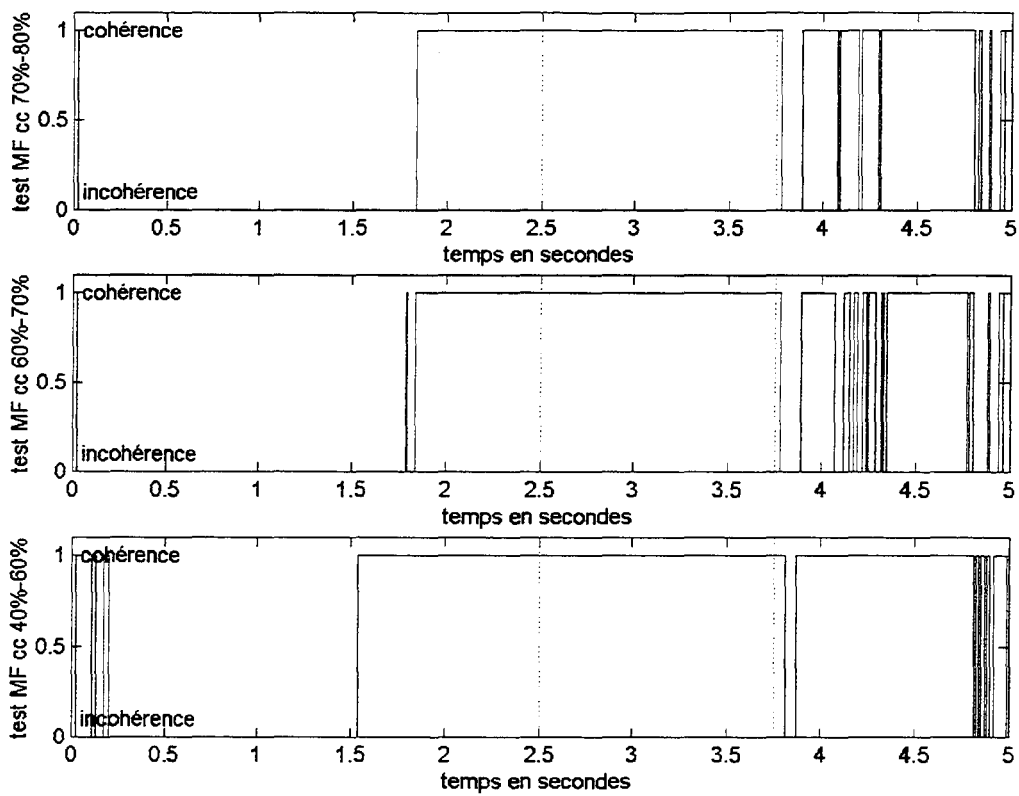 test MF cc 70%-80%
1
cohérence
0.5
incohérence
0
0 0.5 1 1.5 2 2.5 3 3.5 4 4.5 5
temps en secondes
test MF cc 60%-70%
1
cohérence
0.5
incohérence
0
0 0.5 1 1.5 2 2.5 3 3.5 4 4.5 5
temps en secondes
test MF cc 40%-60%
1
cohérence
0.5
incohérence
0
0 0.5 1 1.5 2 2.5 3 3.5 4 4.5 5
temps en secondes